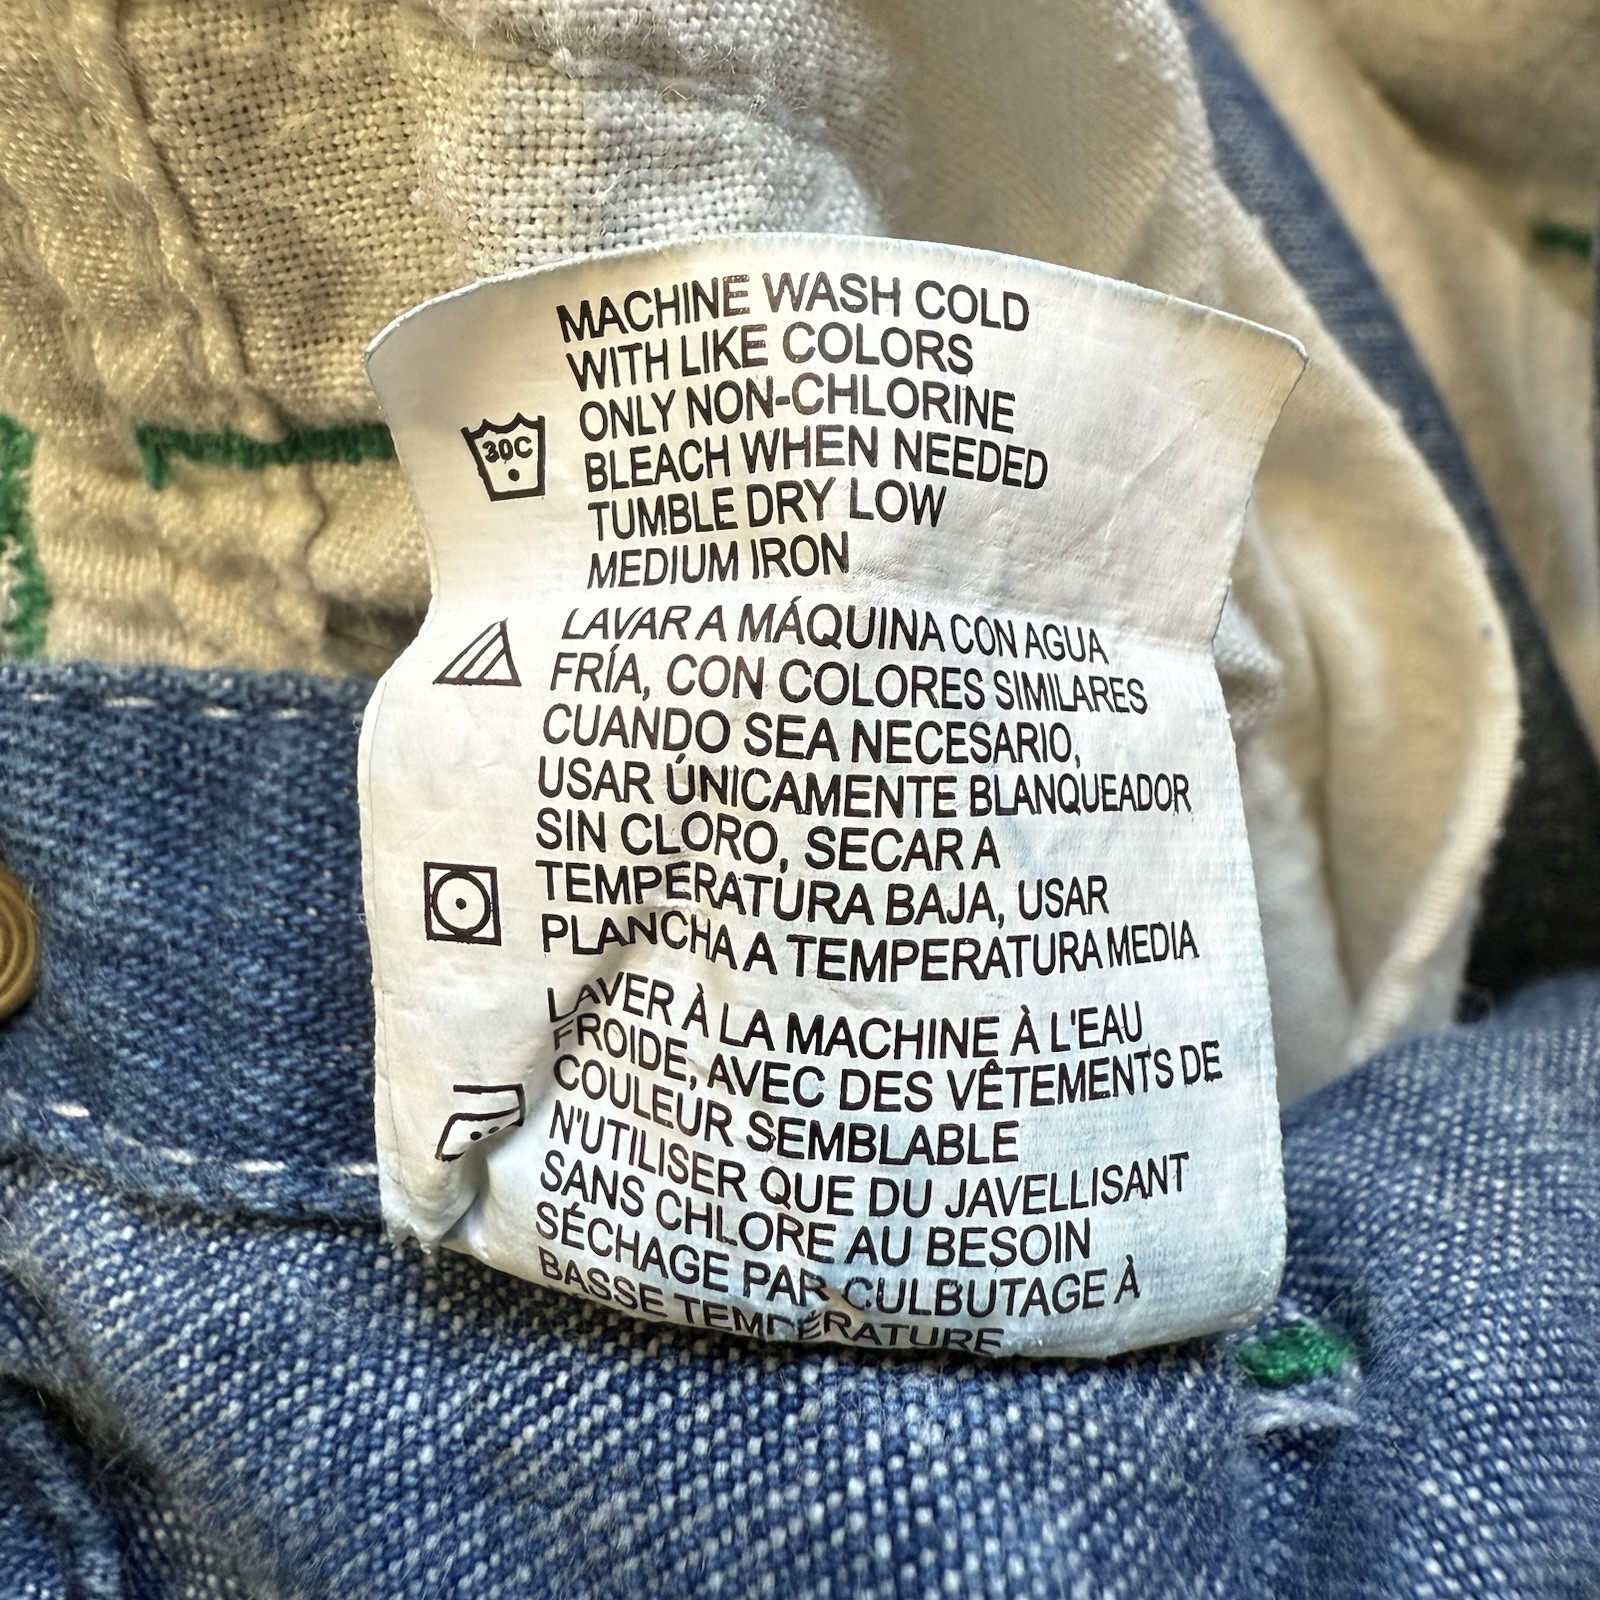 MACHINE WASH COLD
WITH LIKE COLORS
ONLY NON-CHLORINE
BLEACH WHEN NEEDED
TUMBLE DRY LOW
MEDIUM IRON
30C
LAVAR A MÁQUINA CON AGUA
FRÍA, CON COLORES SIMILARES
CUANDO SEA NECESARIO,
USAR ÚNICAMENTE BLANQUEADOR
SIN CLORO, SECAR A
TEMPERATURA BAJA, USAR
PLANCHA A TEMPERATURA MEDIA
LAVER À LA MACHINE À L'EAU
FROIDE, AVEC DES VÊTEMENTS DE
COULEUR SEMBLABLE
N'UTILISER QUE DU JAVELLISANT
SANS CHLORE AU BESOIN
SÉCHAGE PAR CULBUTAGE À
BASSE TEMPÉRATURE